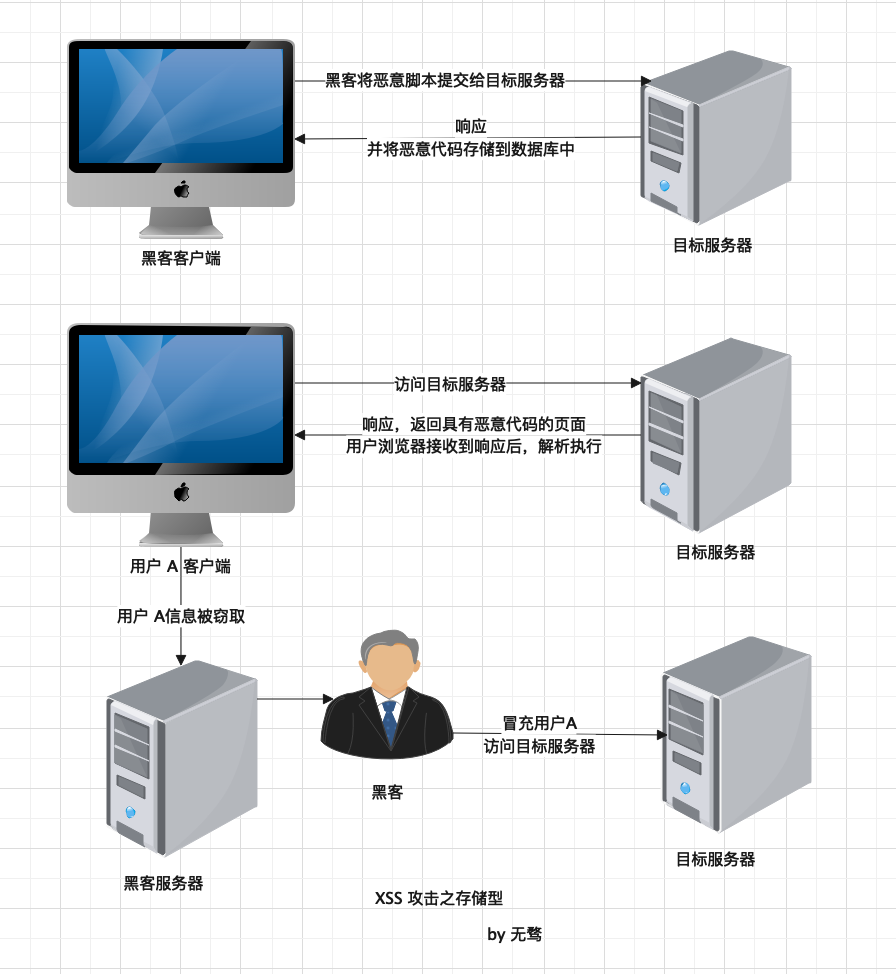 黑客将恶意脚本提交给目标服务器
响应
并将恶意代码存储到数据库中
目标服务器
黑客客户端
访问目标服务器
响应，返回具有恶意代码的页面
用户浏览器接收到响应后，解析执行
目标服务器
用户 A 客户端
用户 A信息被窃取
冒充用户A
访问目标服务器
黑客
目标服务器
黑客服务器
XSS 攻击之存储型
by 无骛